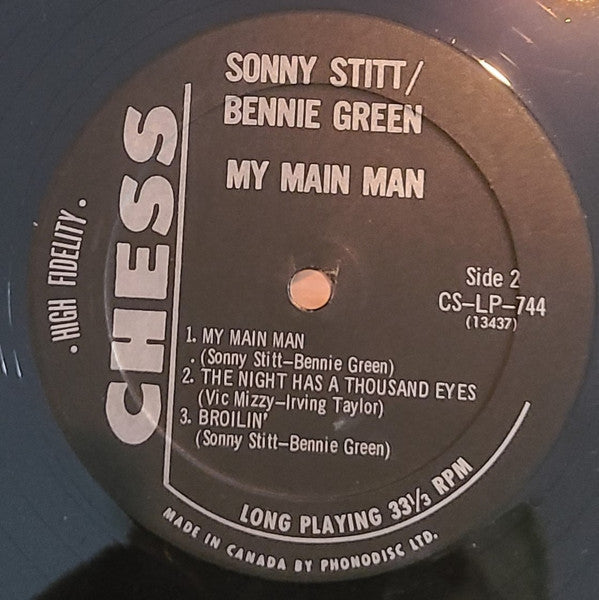 SONNY STITT/
BENNIE GREEN
MY MAIN MAN
CHESS
. HIGH FIDELITY .
Side 2
CS-LP-744
(13437)
1. MY MAIN MAN
. (Sonny Stitt-Bennie Green)
2. THE NIGHT HAS A THOUSAND EYES
(Vic Mizzy-Irving Taylor)
3. BROILIN'
(Sonny Stitt-Bennie Green)
LONG PLAYING 33⅓ RPM
MADE IN CANADA BY PHONODISC LTD.